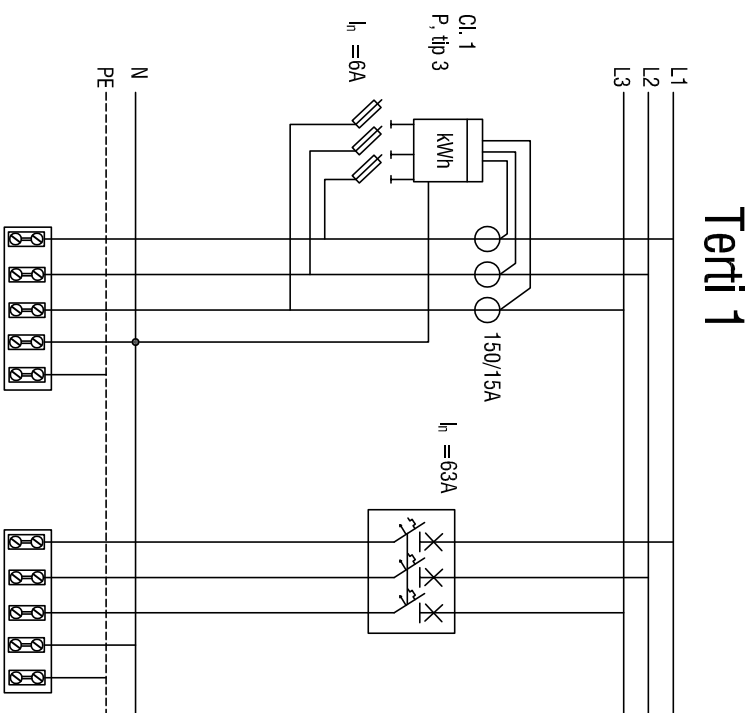 Terti 1
L1
L2
L3
Cl. 1
P, tip 3
Iₙ =6A
kWh
N
PE
150/15A
Iₙ =63A